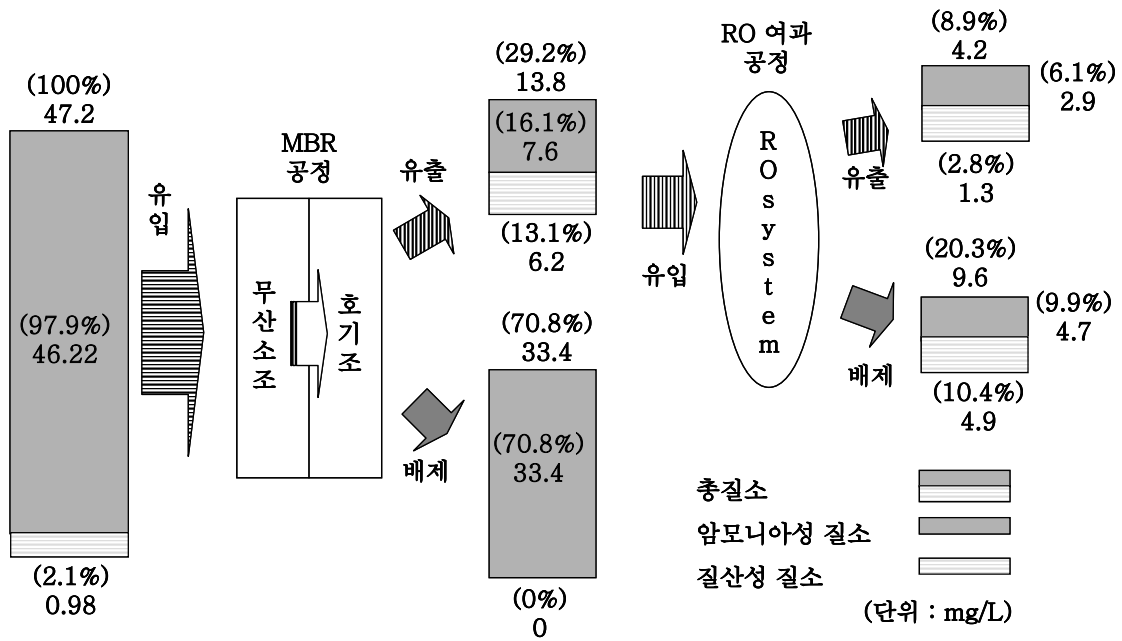 (100%)
47.2
(97.9%)
46.22
(2.1%)
0.98
유
입
MBR
공정
무
산
소
조
호
기
조
유출
배제
(29.2%)
13.8
(16.1%)
7.6
(13.1%)
6.2
(70.8%)
33.4
(70.8%)
33.4
(0%)
0
유입
RO 여과
공정
R
O
s
y
s
t
e
m
유출
배제
(8.9%)
4.2
(6.1%)
2.9
(2.8%)
1.3
(20.3%)
9.6
(9.9%)
4.7
(10.4%)
4.9
총질소
암모니아성 질소
질산성 질소
(단위 : mg/L)